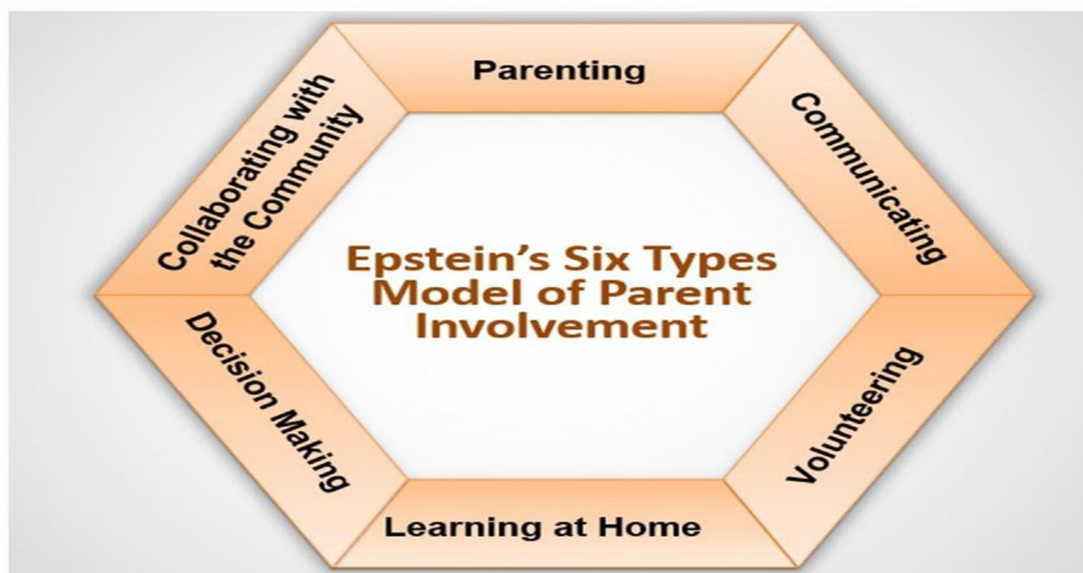 Parenting
Communicating
Volunteering
Learning at Home
Decision Making
Collaborating with
the Community
Epstein’s Six Types
Model of Parent
Involvement